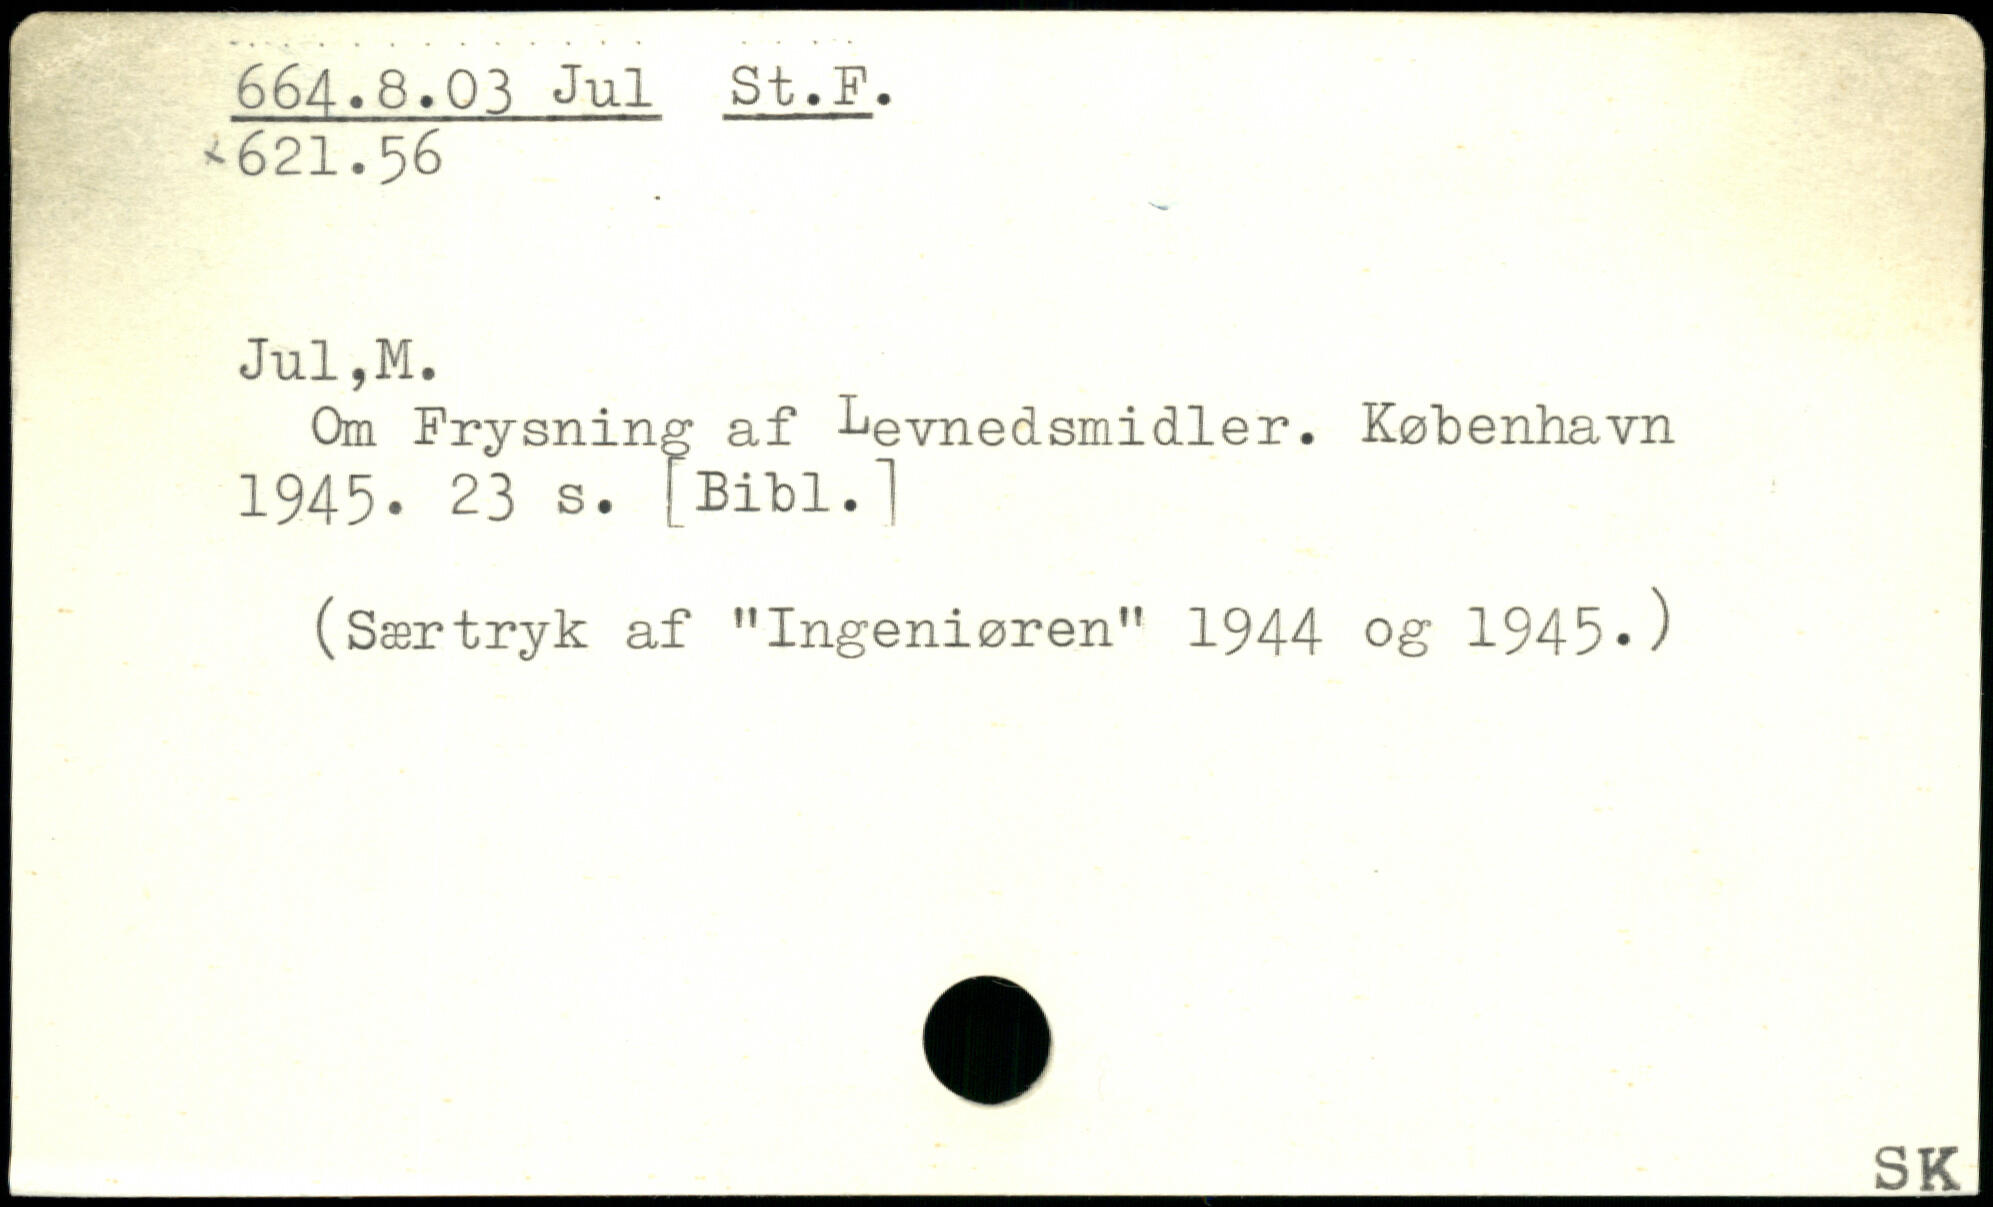 664.8.03 Jul St.F.
x621.56
Jul,M.
Om Frysning af Levnedsmidler. København
1945. 23 s. [Bibl.]
(Særtryk af "Ingeniøren" 1944 og 1945.)
SK